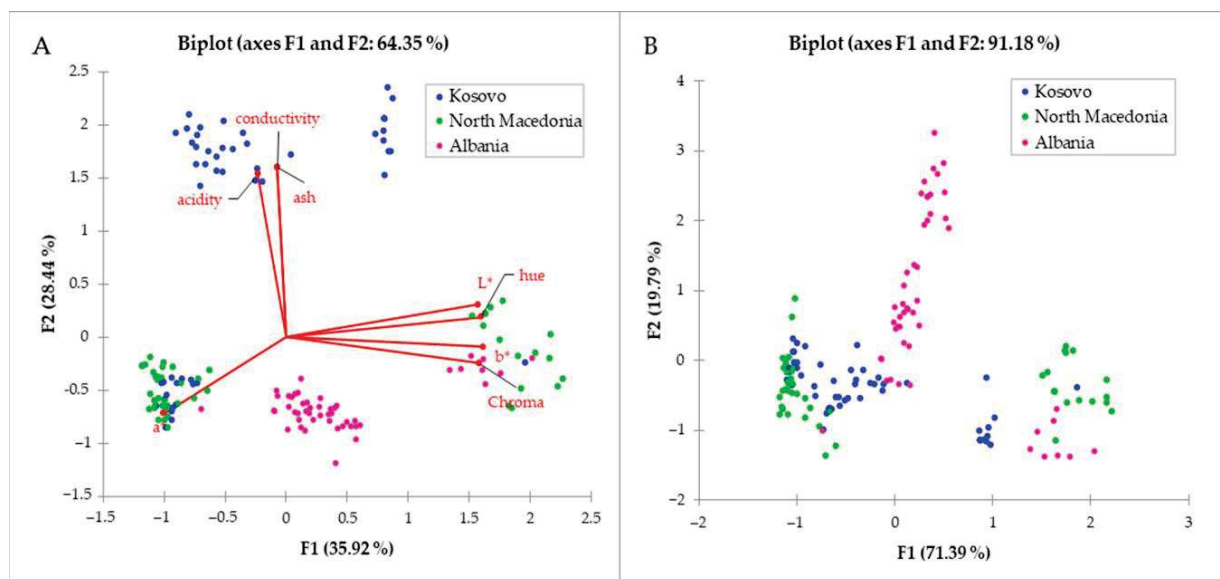 A
Biplot (axes F1 and F2: 64.35 %)
Kosovo
North Macedonia
Albania
conductivity
acidity
ash
L*
hue
b*
Chroma
a*
F2 (28.44 %)
2.5
2
1.5
1
0.5
0
−0.5
−1
−1.5
−1.5 −1 −0.5 0 0.5 1 1.5 2 2.5
F1 (35.92 %)
B
Biplot (axes F1 and F2: 91.18 %)
Kosovo
North Macedonia
Albania
F2 (19.79 %)
4
3
2
1
0
−1
−2
−2 −1 0 1 2 3
F1 (71.39 %)